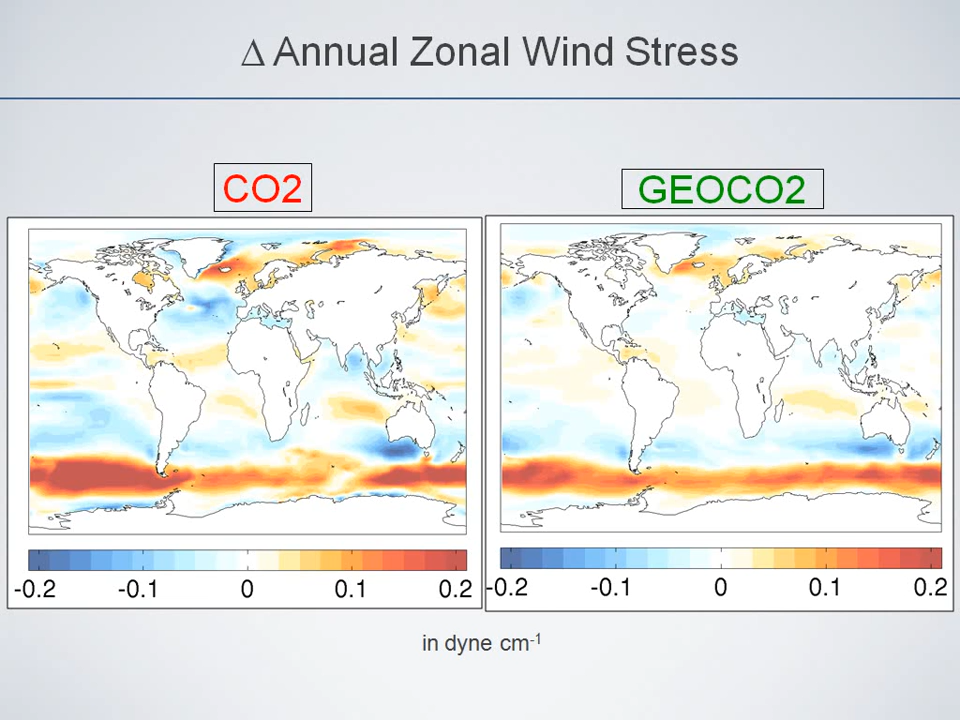 Δ Annual Zonal Wind Stress
CO2
GEOCO2
-0.2 -0.1 0 0.1 0.2
-0.2 -0.1 0 0.1 0.2
in dyne cm-1